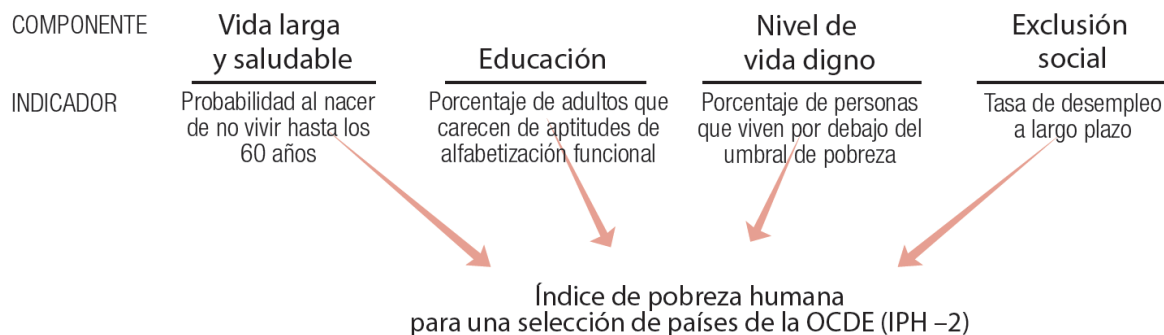 COMPONENTE
Vida larga
y saludable
Educación
Nivel de
vida digno
Exclusión
social
INDICADOR
Probabilidad al nacer
de no vivir hasta los
60 años
Porcentaje de adultos que
carecen de aptitudes de
alfabetización funcional
Porcentaje de personas
que viven por debajo del
umbral de pobreza
Tasa de desempleo
a largo plazo
Índice de pobreza humana
para una selección de países de la OCDE (IPH –2)